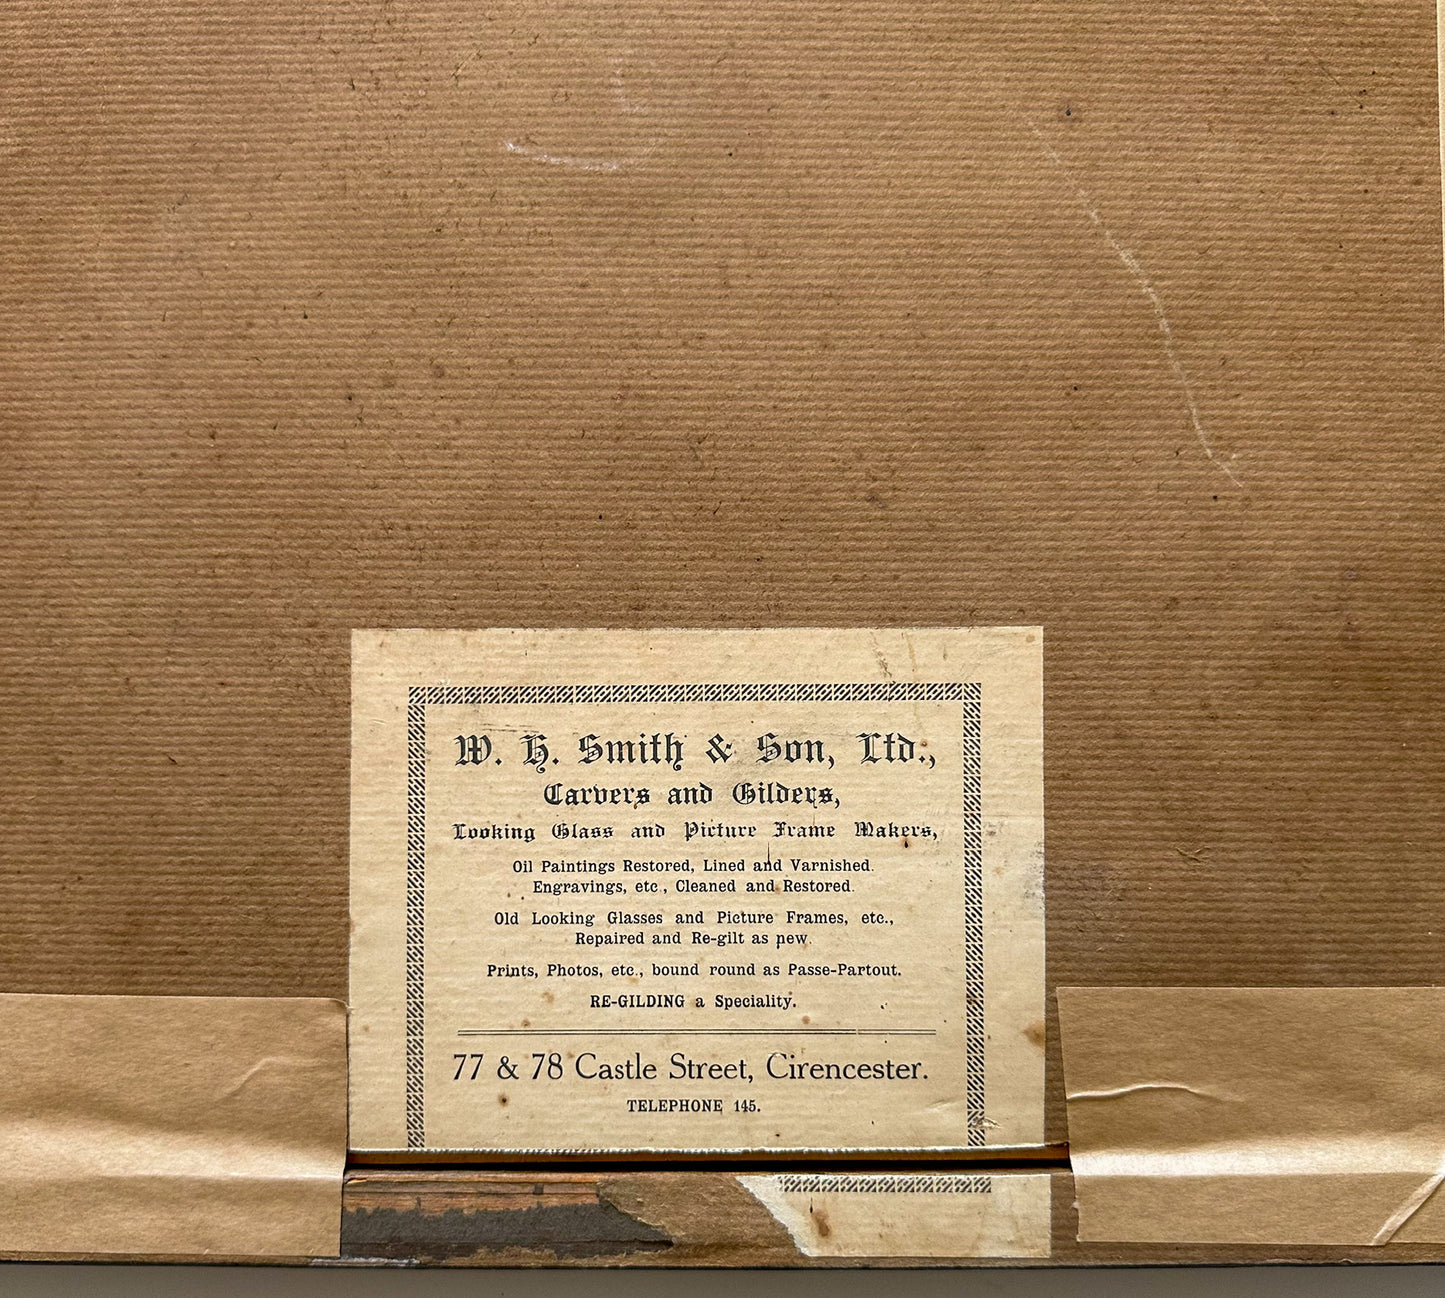 W. H. Smith & Son, Ltd.,
Carvers and Gilders,
Looking Glass and Picture Frame Makers,
Oil Paintings Restored, Lined and Varnished.
Engravings, etc., Cleaned and Restored.
Old Looking Glasses and Picture Frames, etc.,
Repaired and Re-gilt as new.
Prints, Photos, etc., bound round as Passe-Partout.
RE-GILDING a Speciality.
77 & 78 Castle Street, Cirencester.
TELEPHONE 145.